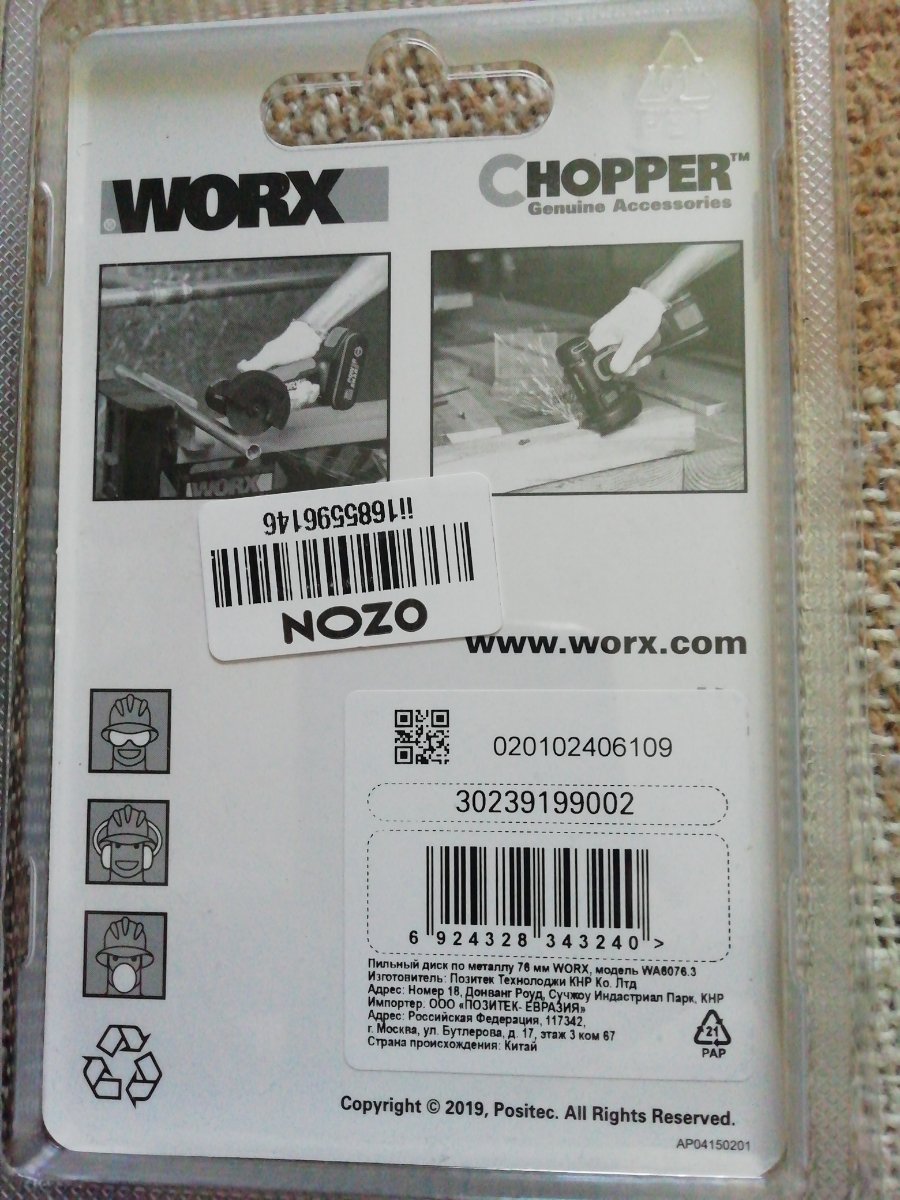 WORX®
CHOPPER™
Genuine Accessories
WORX
ii1685596146
OZON
www.worx.com
020102406109
30239199002
6 924328 343240 >
Пильный диск по металлу 76 мм WORX, модель WA6076.3
Изготовитель: Позитек Технолоджи КНР Ко. Лтд
Адрес: Номер 18, Донванг Роуд, Сучжоу Индастриал Парк, КНР
Импортер. ООО «ПОЗИТЕК- ЕВРАЗИЯ»
Адрес: Российская Федерация, 117342,
г. Москва, ул. Бутлерова, д. 17, этаж 3 ком 67
Страна происхождения: Китай
21
PAP
Copyright © 2019, Positec. All Rights Reserved.
AP04150201